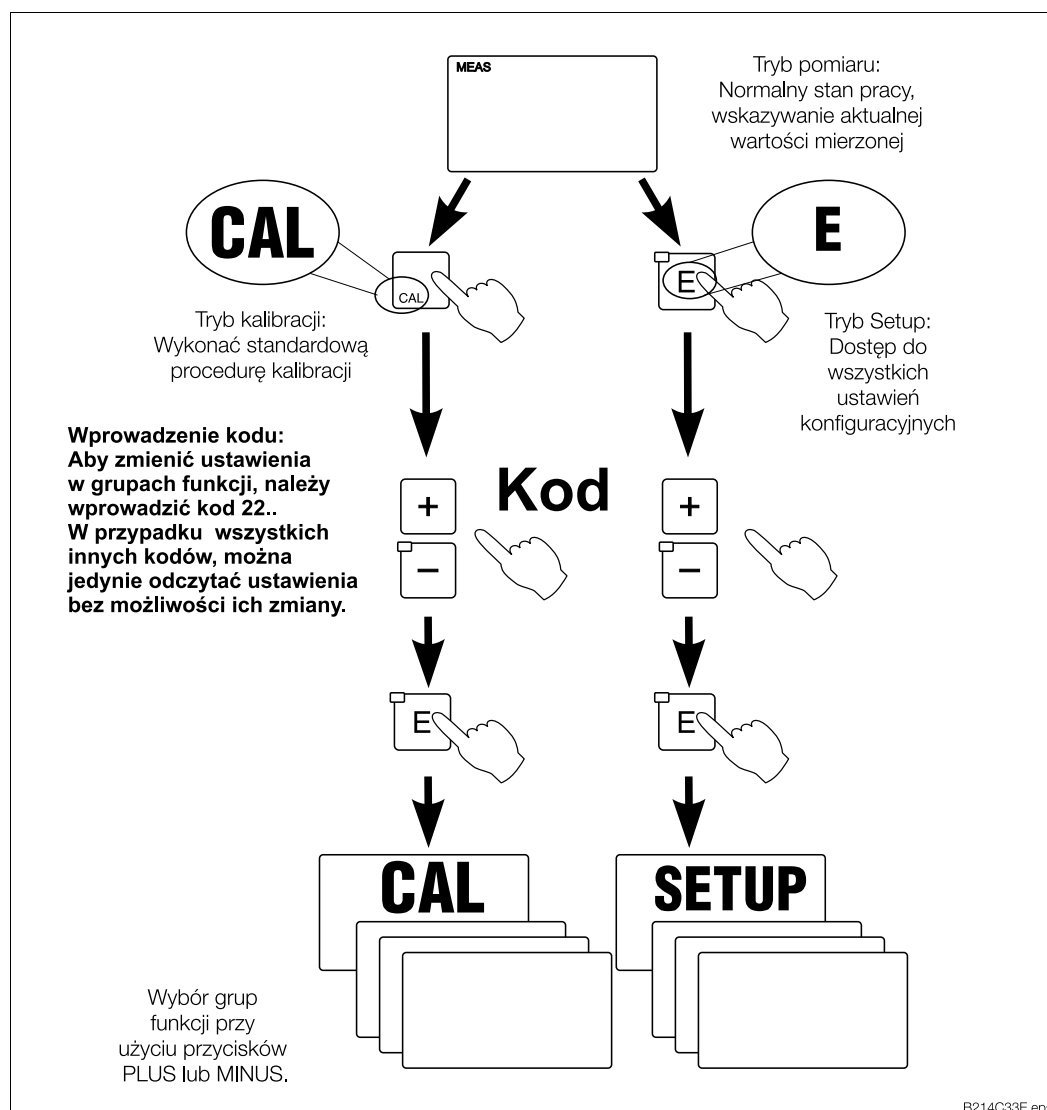 MEAS
Tryb pomiaru:
Normalny stan pracy,
wskazywanie aktualnej
wartości mierzonej
CAL
E
CAL
E
Tryb kalibracji:
Wykonać standardową
procedurę kalibracji
Tryb Setup:
Dostęp do
wszystkich
ustawień
konfiguracyjnych
Wprowadzenie kodu:
Aby zmienić ustawienia
w grupach funkcji, należy
wprowadzić kod 22..
W przypadku wszystkich
innych kodów, można
jedynie odczytać ustawienia
bez możliwości ich zmiany.
+
–
Kod
+
–
E
E
CAL
SETUP
Wybór grup
funkcji przy
użyciu przycisków
PLUS lub MINUS.